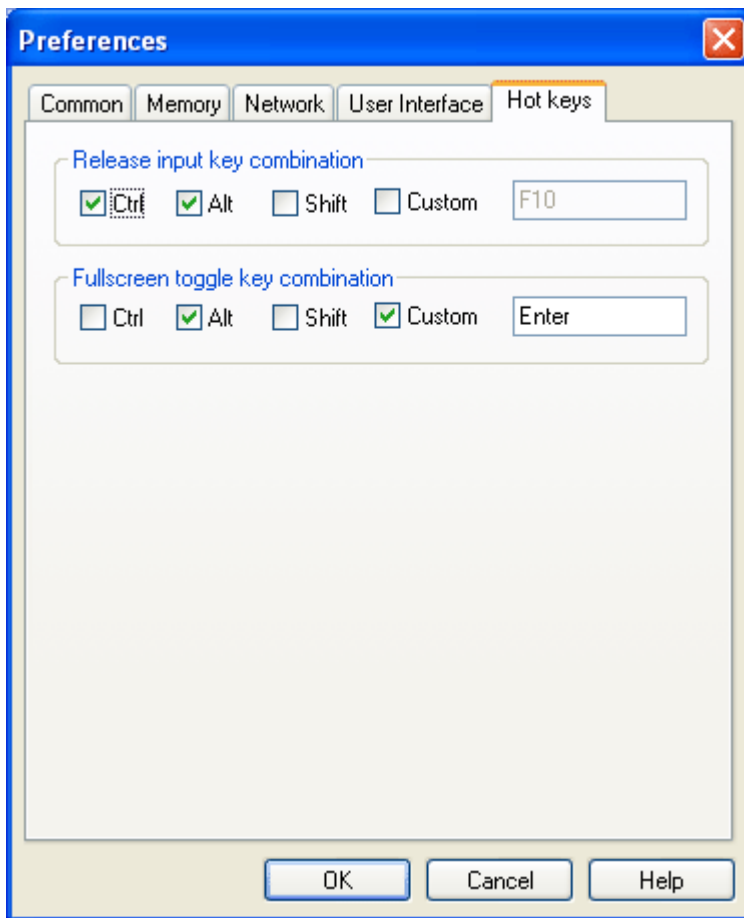 Preferences
Common Memory Network User Interface Hot keys
Release input key combination
Ctrl Alt Shift Custom F10
Fullscreen toggle key combination
Ctrl Alt Shift Custom Enter
OK Cancel Help